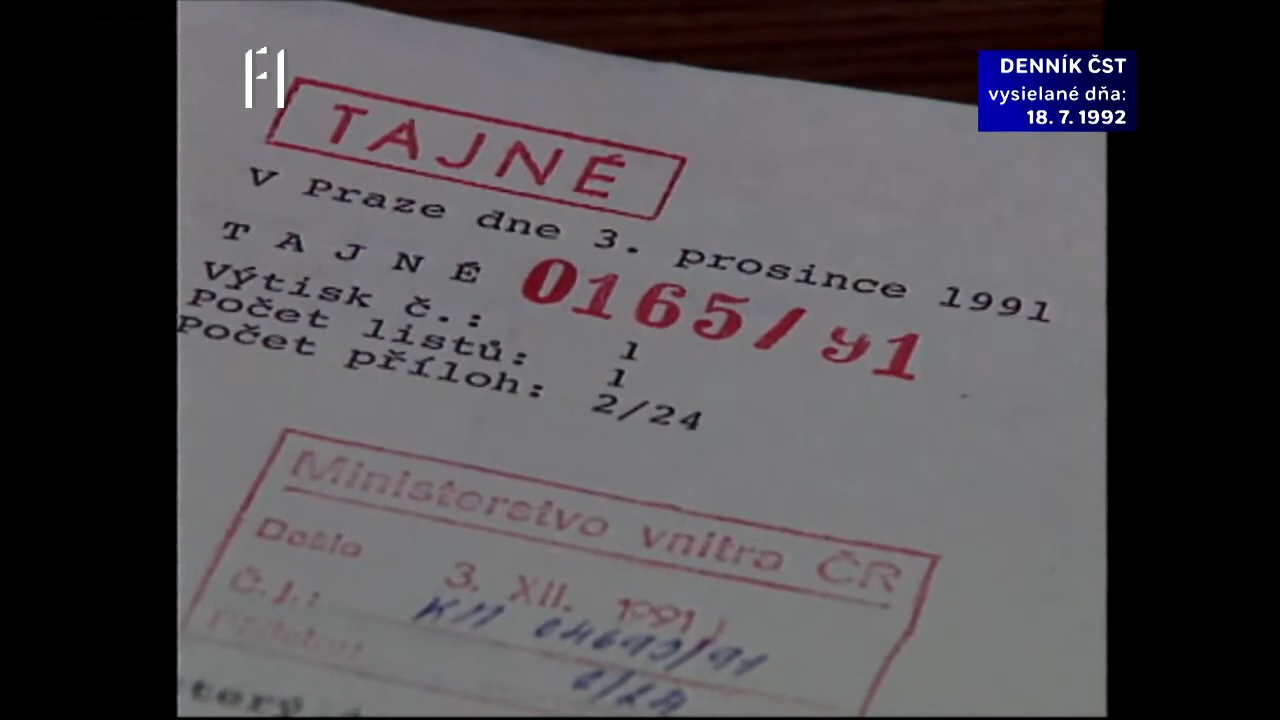 DENNÍK ČST
vysielané dňa:
18. 7. 1992
TAJNÉ
V Praze dne 3. prosince 1991
T A J N É 0165/91
Výtisk č.: 1
Počet listů: 1
Počet příloh: 2/24
Ministerstvo vnitra ČR
Došlo 3. XII. 1991
Č.j.: KM